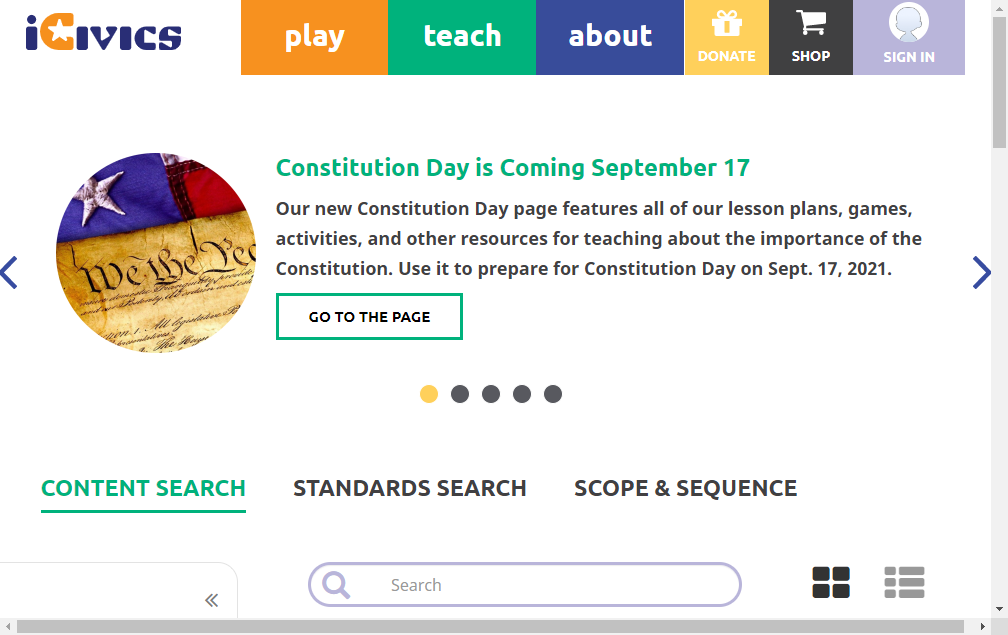 iCivics
play
teach
about
DONATE
SHOP
SIGN IN
We the Peo
Constitution Day is Coming September 17
Our new Constitution Day page features all of our lesson plans, games,
activities, and other resources for teaching about the importance of the
Constitution. Use it to prepare for Constitution Day on Sept. 17, 2021.
GO TO THE PAGE
CONTENT SEARCH
STANDARDS SEARCH
SCOPE & SEQUENCE
Search